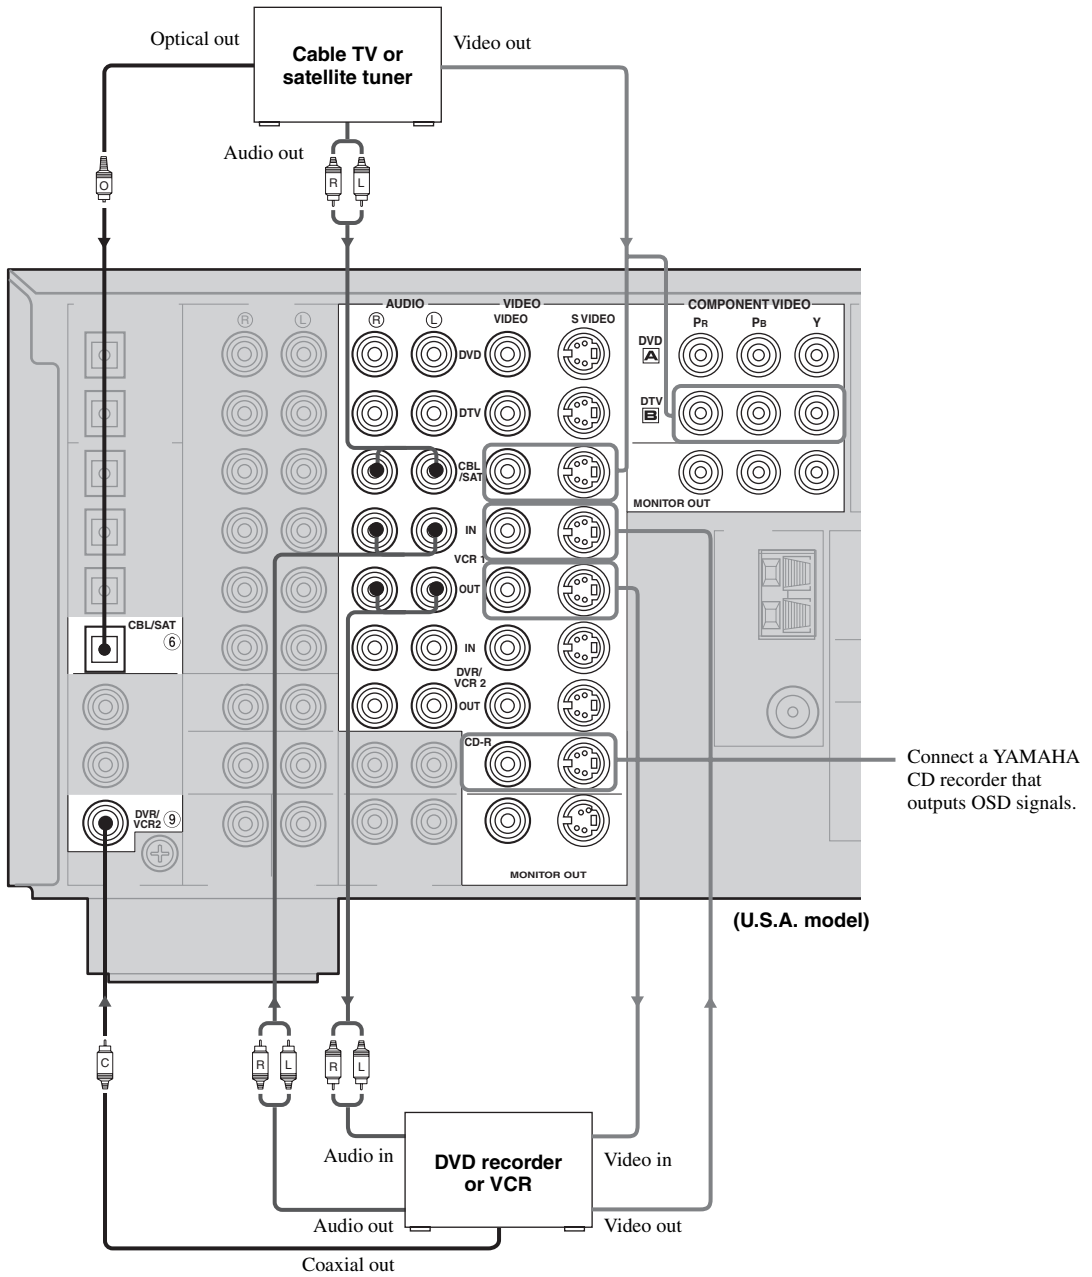 Optical out
Cable TV or
satellite tuner
Video out
Audio out
O
R L
AUDIO VIDEO COMPONENT VIDEO
R L R L VIDEO S VIDEO PR PB Y
DVD
DVD
A
DTV
DTV
B
CBL
/SAT
MONITOR OUT
IN
VCR 1
OUT
CBL/SAT
6
IN
DVR/
VCR 2
OUT
CD-R
Connect a YAMAHA
CD recorder that
outputs OSD signals.
DVR/
VCR2 9
MONITOR OUT
(U.S.A. model)
C
R L R L
Audio in
DVD recorder
or VCR
Video in
Audio out
Video out
Coaxial out